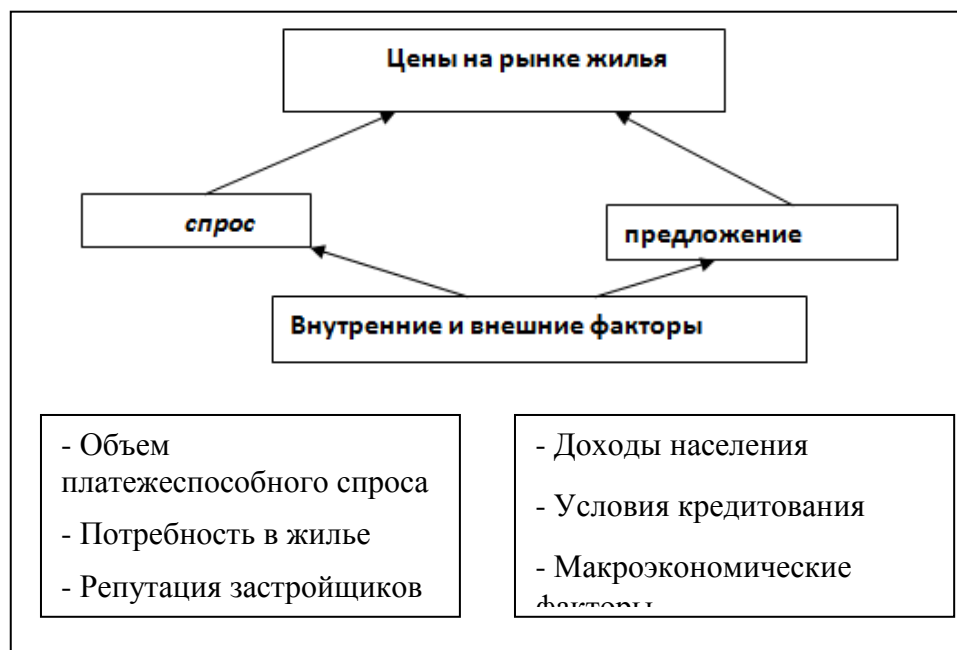 Цены на рынке жилья
спрос
предложение
Внутренние и внешние факторы
- Объем
платежеспособного спроса
- Потребность в жилье
- Репутация застройщиков
- Доходы населения
- Условия кредитования
- Макроэкономические
факторы